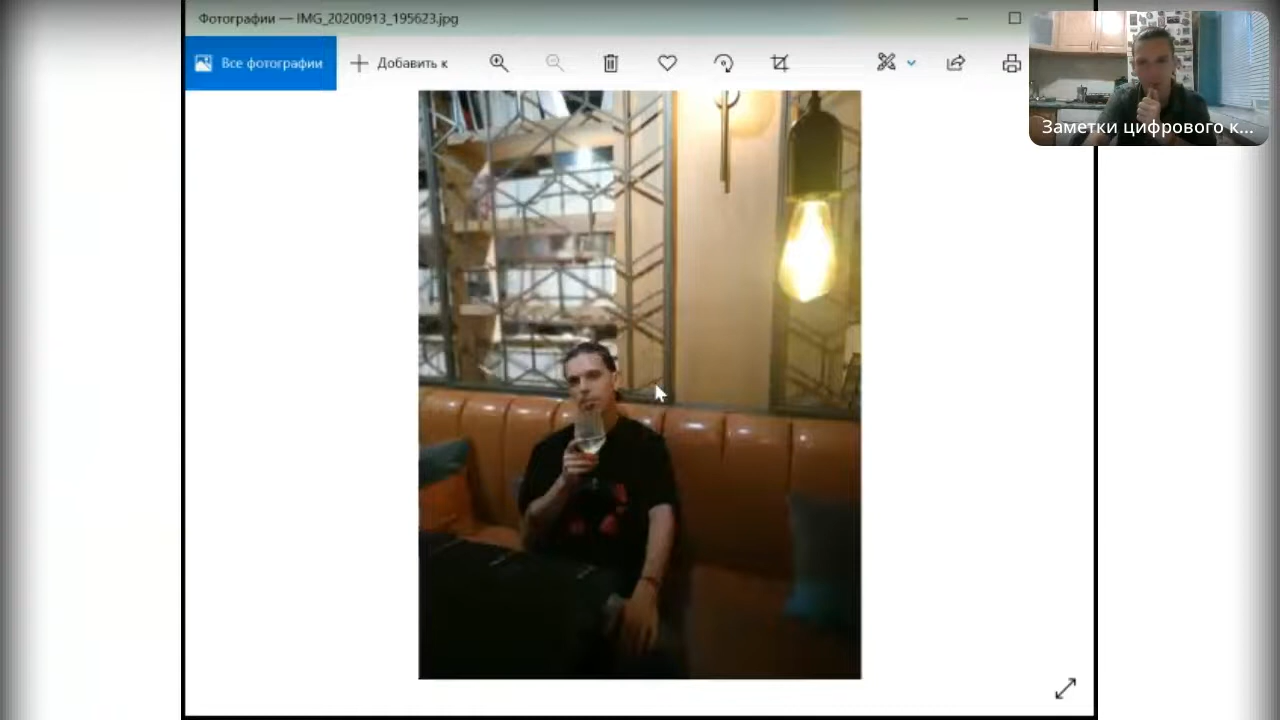 Фотографии — IMG_20200913_195623.jpg
Все фотографии
Добавить к
Заметки цифрового к...